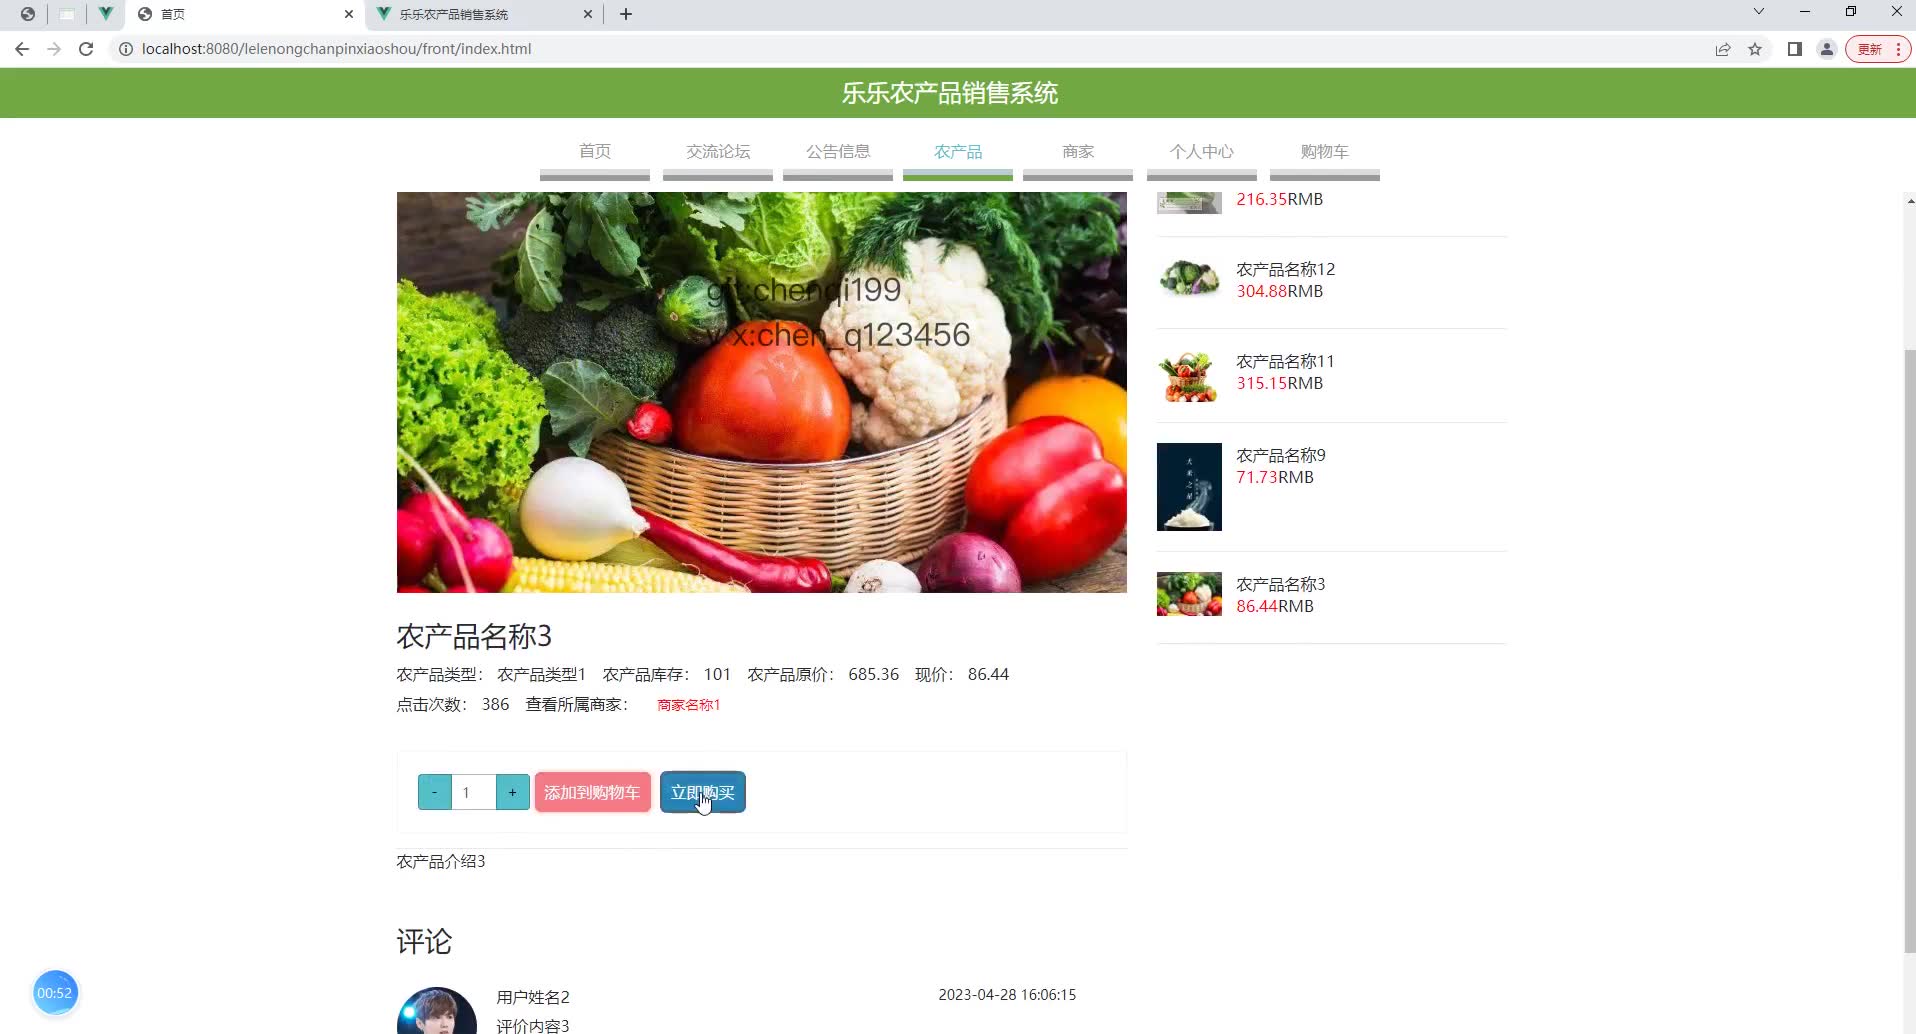 首页
乐乐农产品销售系统
localhost:8080/lelenongchanpinxiaoshou/front/index.html
更新
乐乐农产品销售系统
首页
交流论坛
公告信息
农产品
商家
个人中心
购物车
git:chenqi199
v x:chen_q123456
216.35RMB
农产品名称12
304.88RMB
农产品名称11
315.15RMB
农产品名称9
71.73RMB
农产品名称3
86.44RMB
农产品名称3
农产品类型： 农产品类型1 农产品库存： 101 农产品原价： 685.36 现价： 86.44
点击次数： 386 查看所属商家： 商家名称1
- 1 + 添加到购物车 立即购买
农产品介绍3
评论
用户姓名2 2023-04-28 16:06:15
评价内容3
00:52